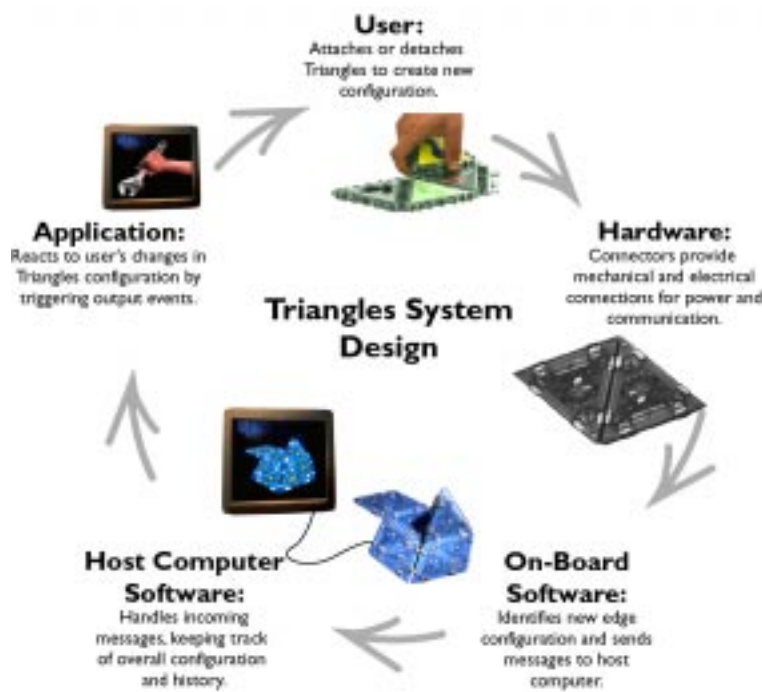 User:
Attaches or detaches
Triangles to create new
configuration.
Hardware:
Connectors provide
mechanical and electrical
connections for power and
communication.
Application:
Reacts to user's changes in
Triangles configuration by
triggering output events.
Triangles System
Design
Host Computer
Software:
Handles incoming
messages, keeping track
of overall configuration
and history.
On-Board
Software:
Identifies new edge
configuration and sends
messages to host
computer.